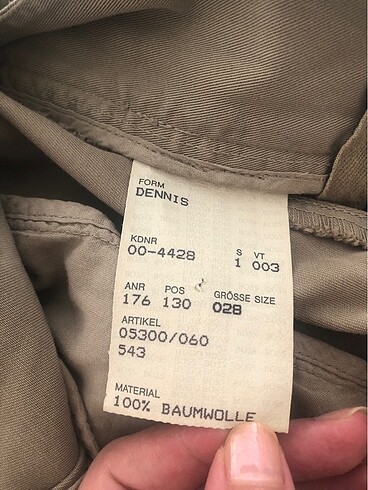 FORM
DENNIS
KDNR S VT
00-4428 1 003
ANR POS GRÖSSE SIZE
176 130 028
ARTIKEL
05300/060
543
MATERIAL
100% BAUMWOLLE